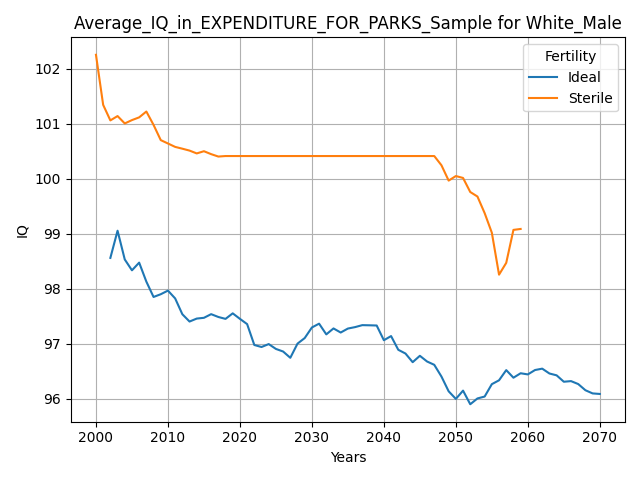 Average_IQ_in_EXPENDITURE_FOR_PARKS_Sample for White_Male
Fertility
Ideal
Sterile
IQ
102
101
100
99
98
97
96
2000 2010 2020 2030 2040 2050 2060 2070
Years